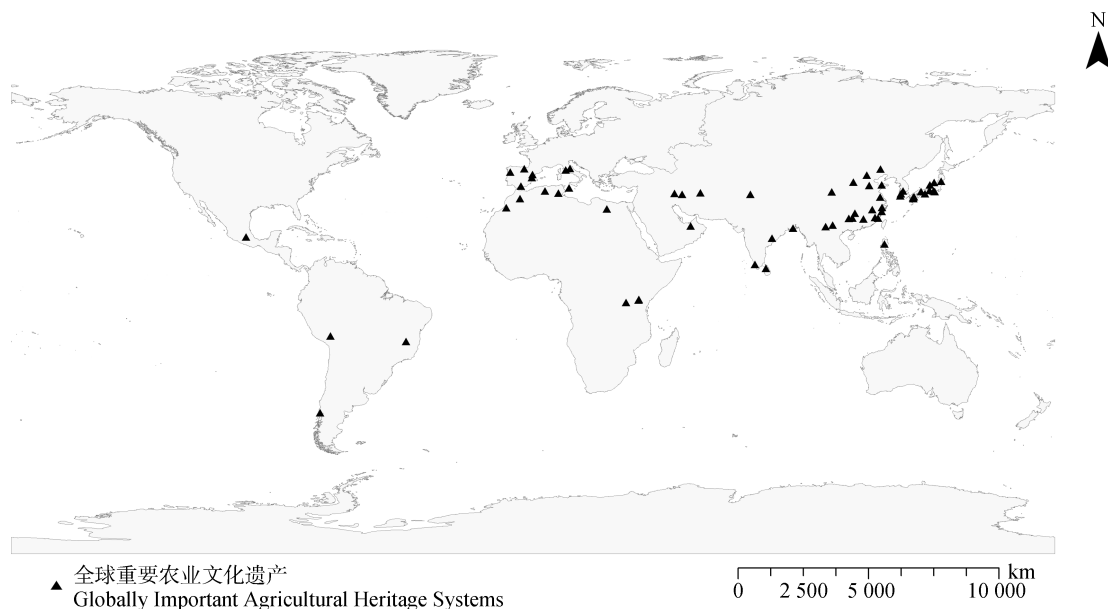 N
全球重要农业文化遗产
Globally Important Agricultural Heritage Systems
km
0 2 500 5 000 10 000